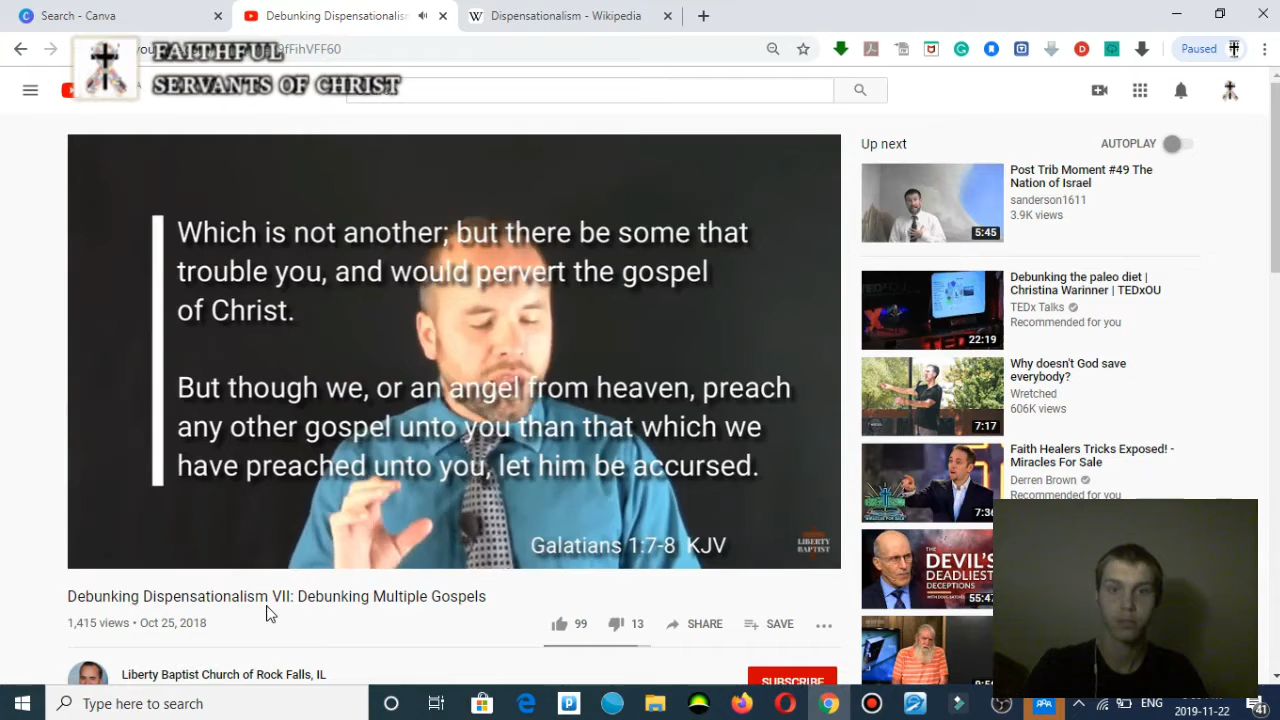 Search - Canva
Debunking Dispensationalis
Dispensationalism - Wikipedia
FAITHFUL
SERVANTS OF CHRIST
fFihVFF60
Paused
Up next
AUTOPLAY
Which is not another; but there be some that
trouble you, and would pervert the gospel
of Christ.
But though we, or an angel from heaven, preach
any other gospel unto you than that which we
have preached unto you, let him be accursed.
Galatians 1:7-8 KJV
LIBERTY
BAPTIST
Post Trib Moment #49 The
Nation of Israel
sanderson1611
3.9K views
5:45
Debunking the paleo diet |
Christina Warinner | TEDxOU
TEDx Talks
Recommended for you
22:19
Why doesn't God save
everybody?
Wretched
606K views
7:17
Faith Healers Tricks Exposed! -
Miracles For Sale
Derren Brown
Recommended for you
7:36
THE
DEVIL'S
DEADLIEST
DECEPTIONS
55:47
Debunking Dispensationalism VII: Debunking Multiple Gospels
1,415 views • Oct 25, 2018
99
13
SHARE
SAVE
Liberty Baptist Church of Rock Falls, IL
SUBSCRIBE
Type here to search
ENG
2019-11-22
41